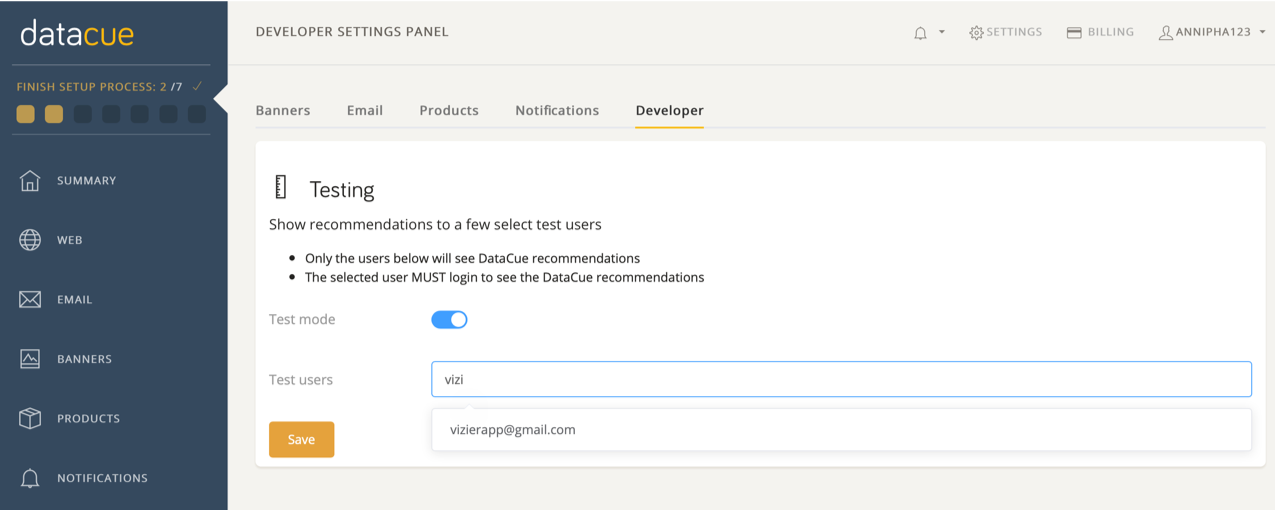 datacue
DEVELOPER SETTINGS PANEL
SETTINGS
BILLING
ANNIPHA123
FINISH SETUP PROCESS: 2 /7
Banners
Email
Products
Notifications
Developer
SUMMARY
WEB
EMAIL
BANNERS
PRODUCTS
NOTIFICATIONS
Testing
Show recommendations to a few select test users
Only the users below will see DataCue recommendations
The selected user MUST login to see the DataCue recommendations
Test mode
Test users
vizi
vizierapp@gmail.com
Save